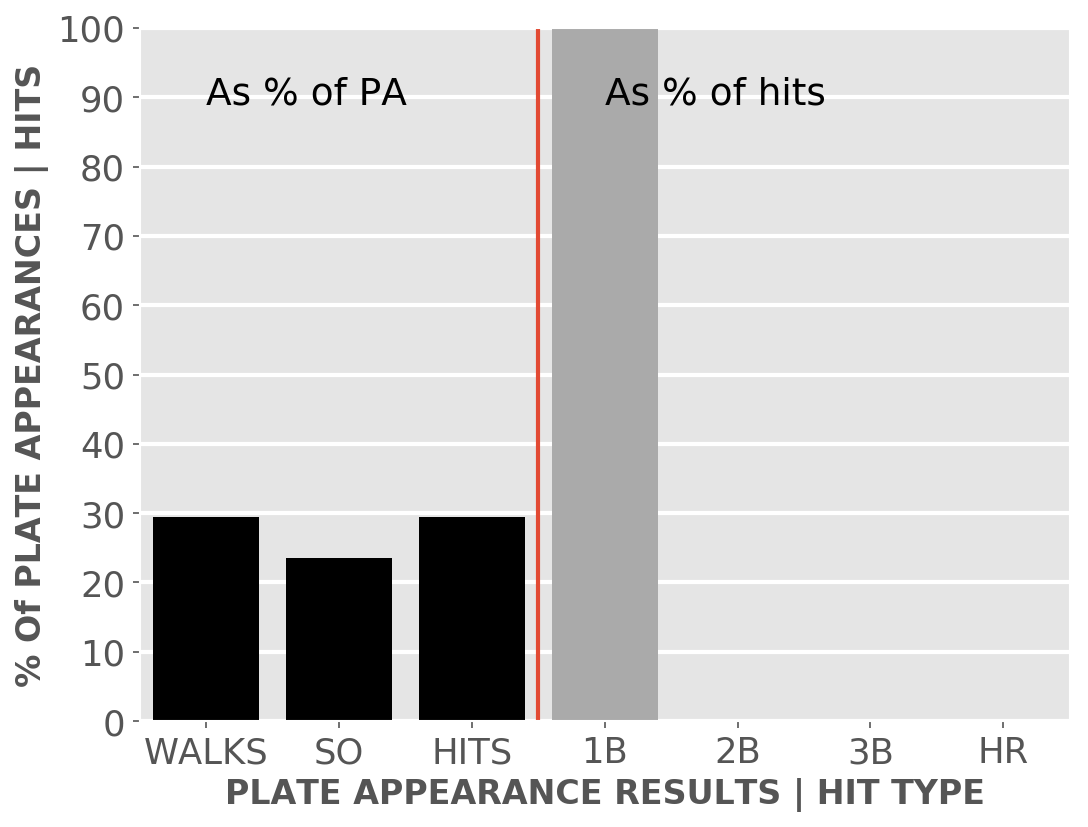 % Of PLATE APPEARANCES | HITS
100
90
80
70
60
50
40
30
20
10
0
As % of PA
As % of hits
WALKS SO HITS 1B 2B 3B HR
PLATE APPEARANCE RESULTS | HIT TYPE